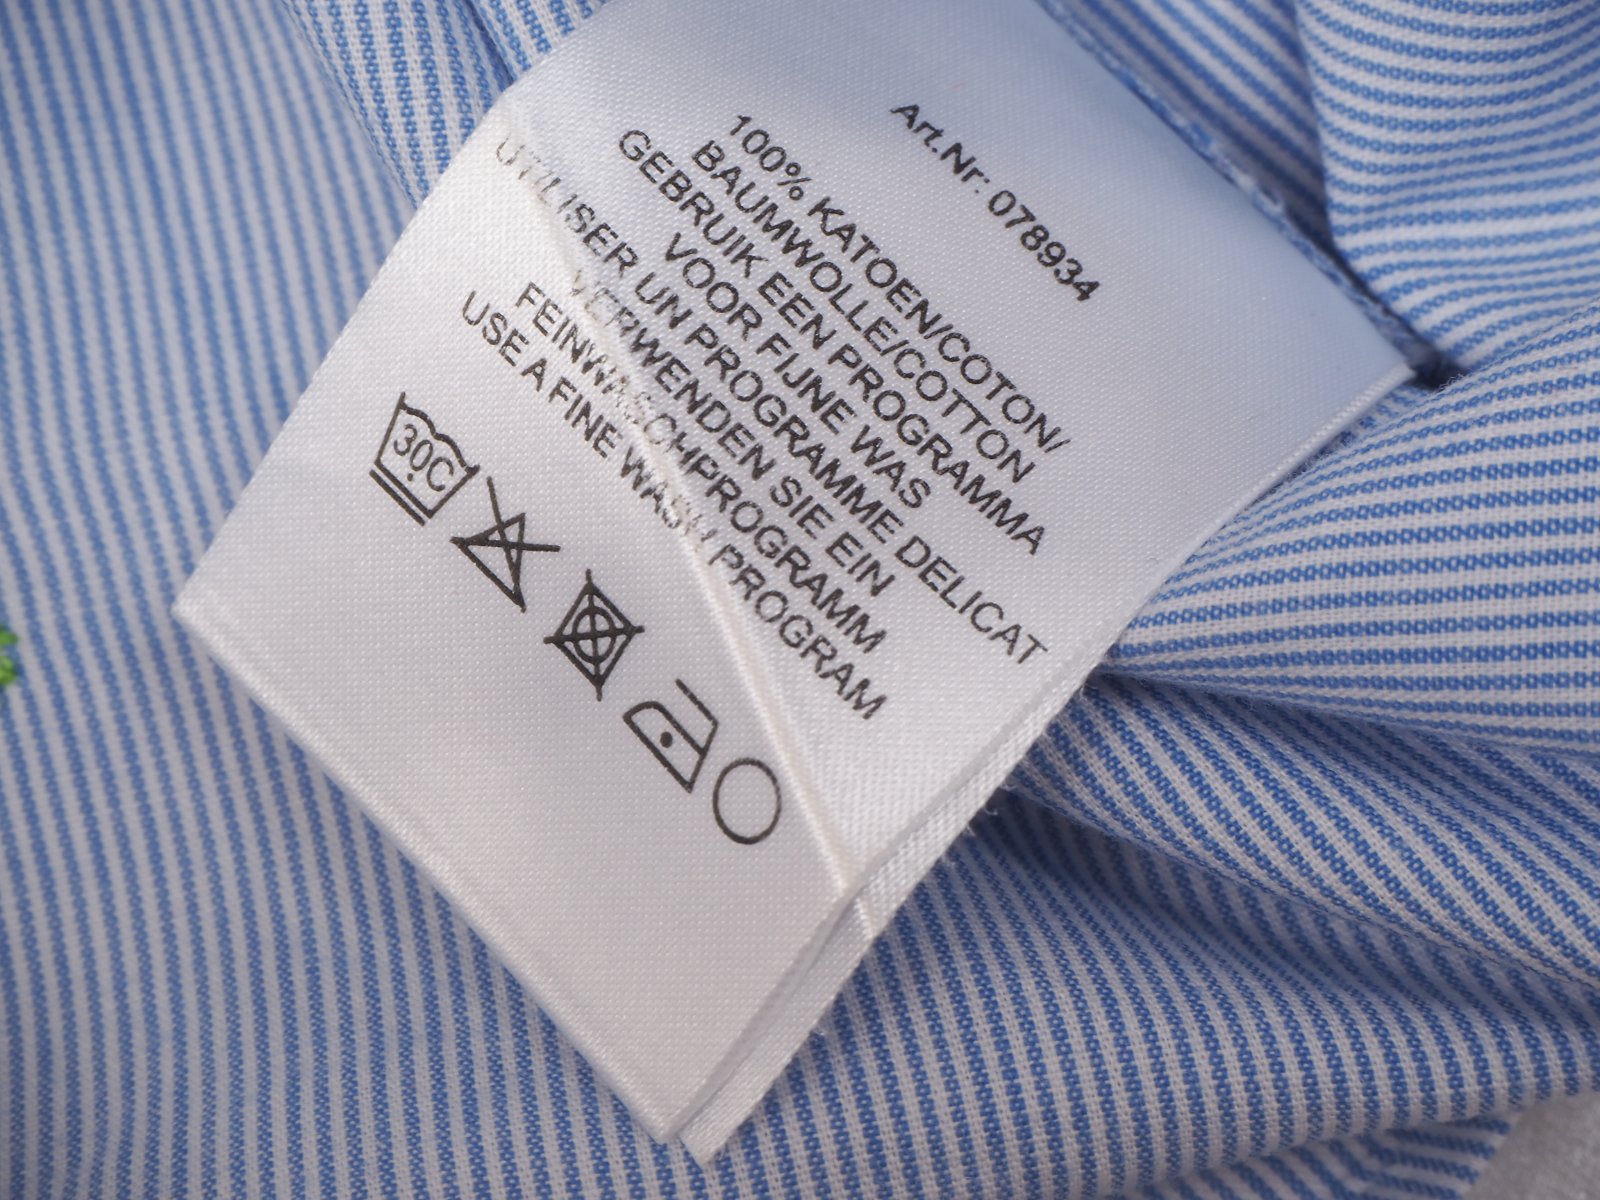 Art.Nr: 078934
100% KATOEN/COTON/
BAUMWOLLE/COTTON
GEBRUIK EEN PROGRAMMA
VOOR FIJNE WAS
UTILISER UN PROGRAMME DELICAT
VERWENDEN SIE EIN
FEINWASCHPROGRAMM
USE A FINE WASH PROGRAM
30C